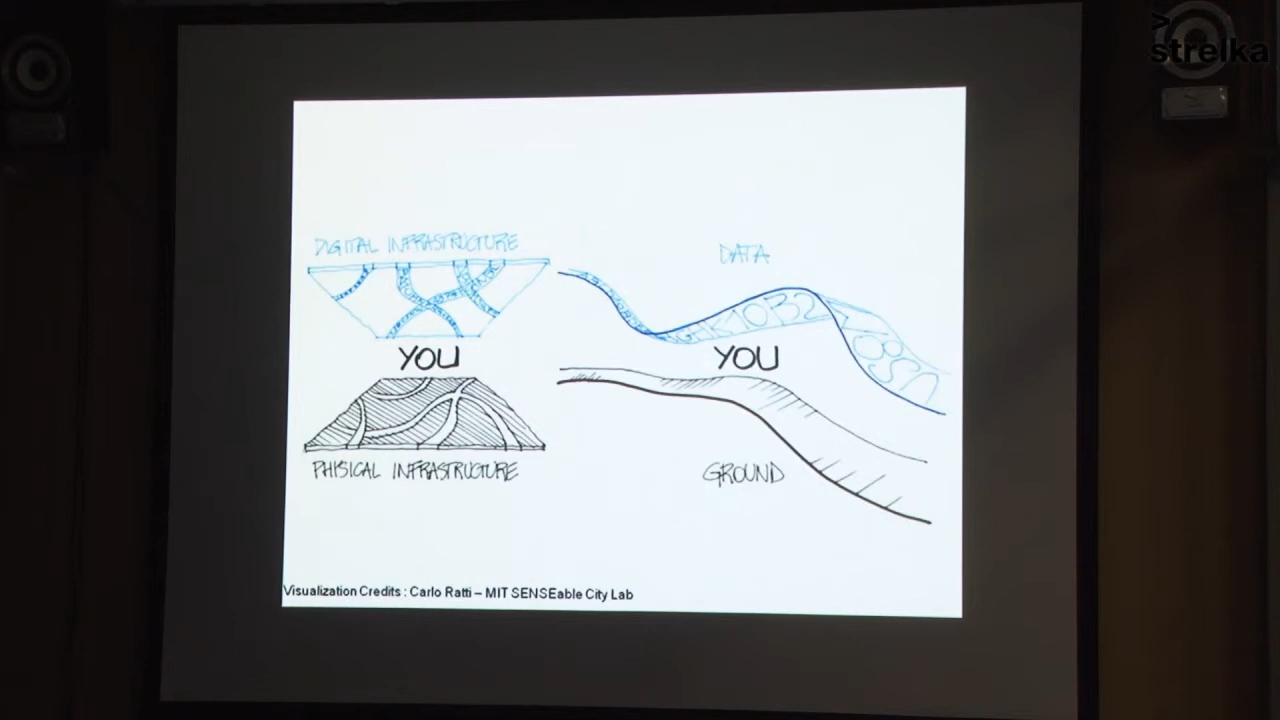 > strelka
DIGITAL INFRASTRUCTURE
DATA
YOU
YOU
PHISICAL INFRASTRUCTURE
GROUND
Visualization Credits : Carlo Ratti – MIT SENSEable City Lab